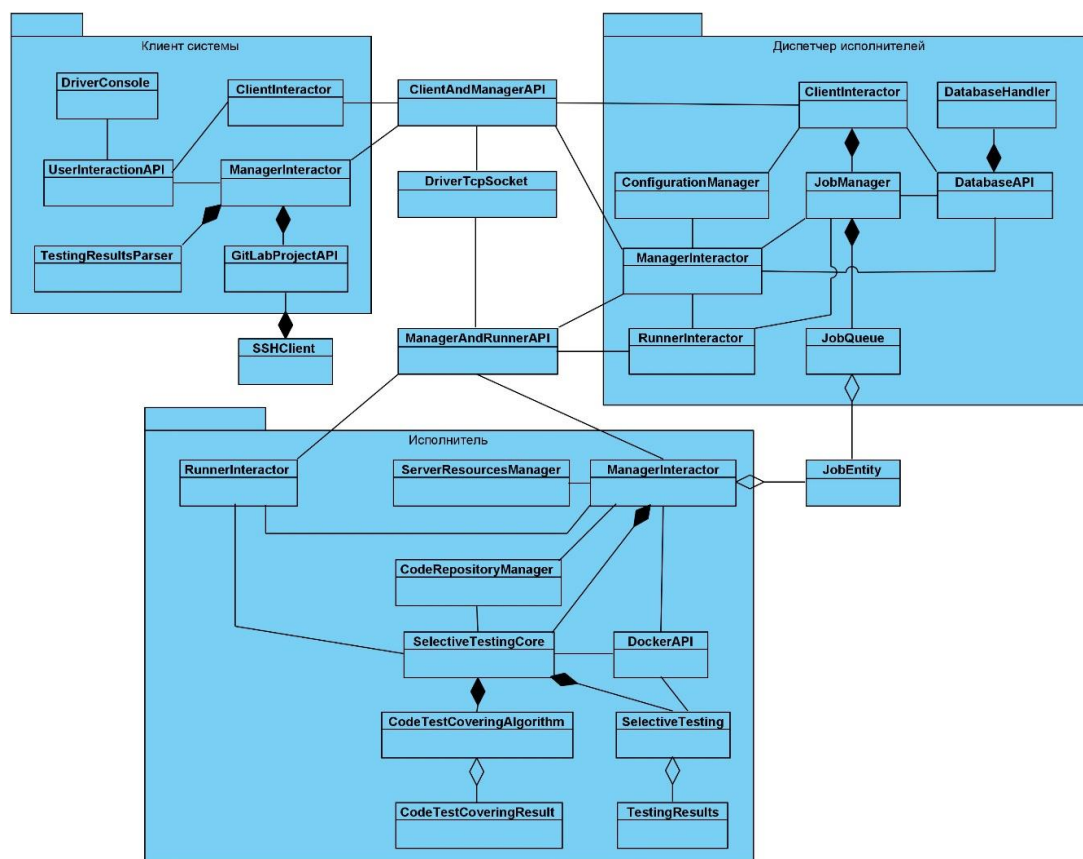 Клиент системы
DriverConsole
ClientInteractor
UserInteractionAPI
ManagerInteractor
TestingResultsParser
GitLabProjectAPI
SSHClient
ClientAndManagerAPI
DriverTcpSocket
ManagerAndRunnerAPI
Диспетчер исполнителей
ClientInteractor
DatabaseHandler
ConfigurationManager
JobManager
DatabaseAPI
ManagerInteractor
RunnerInteractor
JobQueue
JobEntity
Исполнитель
RunnerInteractor
ServerResourcesManager
ManagerInteractor
CodeRepositoryManager
SelectiveTestingCore
DockerAPI
CodeTestCoveringAlgorithm
SelectiveTesting
CodeTestCoveringResult
TestingResults